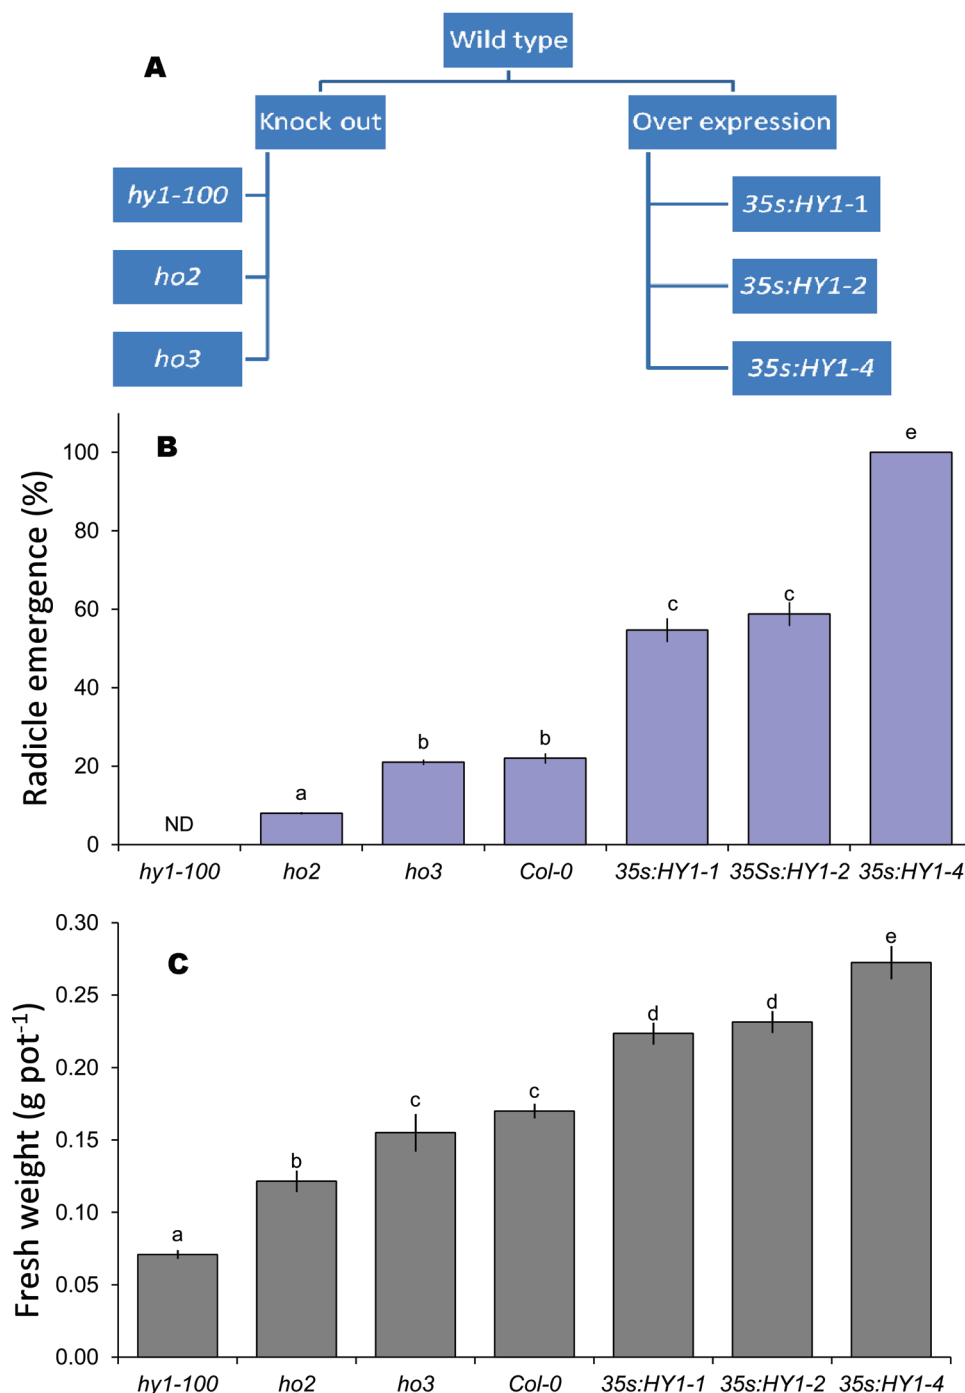 Wild type
A
Knock out
Over expression
hy1-100
35s:HY1-1
ho2
35s:HY1-2
ho3
35s:HY1-4
B
Radicle emergence (%)
100
80
60
40
20
0
ND
a
b
b
c
c
e
hy1-100 ho2 ho3 Col-0 35s:HY1-1 35Ss:HY1-2 35s:HY1-4
C
Fresh weight (g pot-1)
0.30
0.25
0.20
0.15
0.10
0.05
0.00
a
b
c
c
d
d
e
hy1-100 ho2 ho3 Col-0 35s:HY1-1 35s:HY1-2 35s:HY1-4